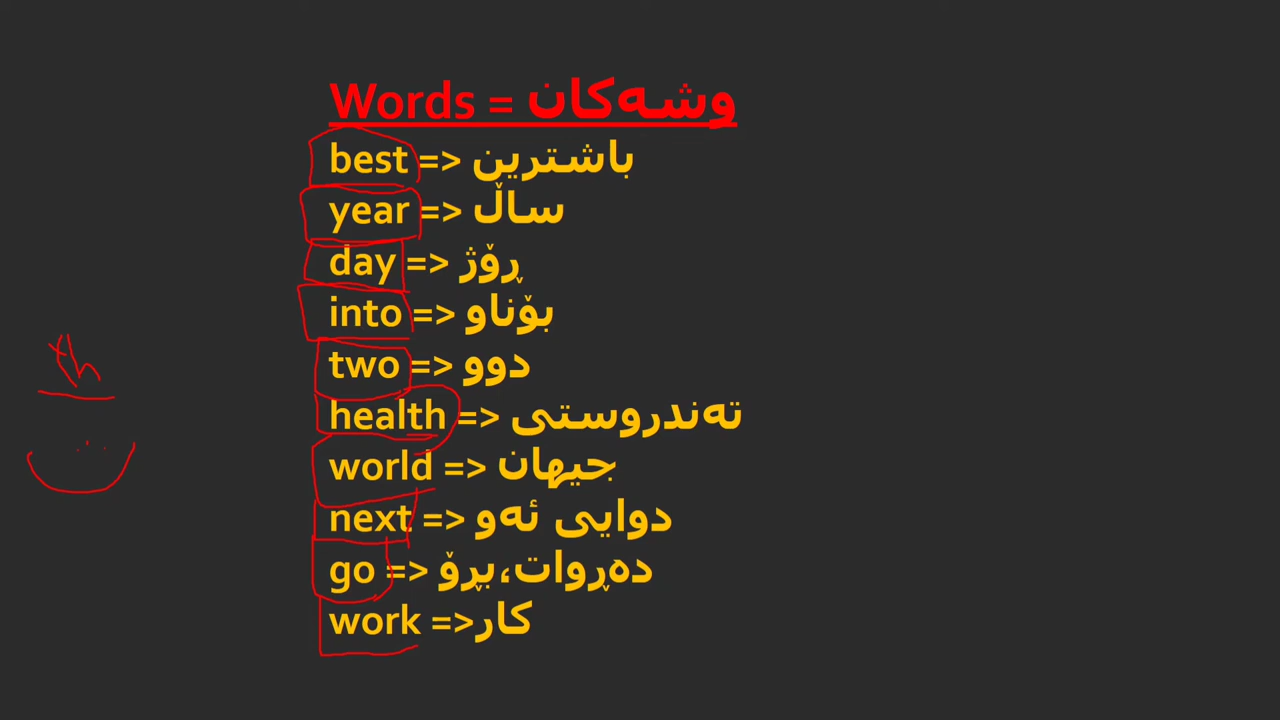 Words = وشەکان
best => باشترین
year => ساڵ
day => ڕۆژ
into => بۆناو
two => دوو
health => تەندروستی
world => جیهان
next => دوایی ئەو
go => دەڕوات،بڕۆ
work =>کار
th